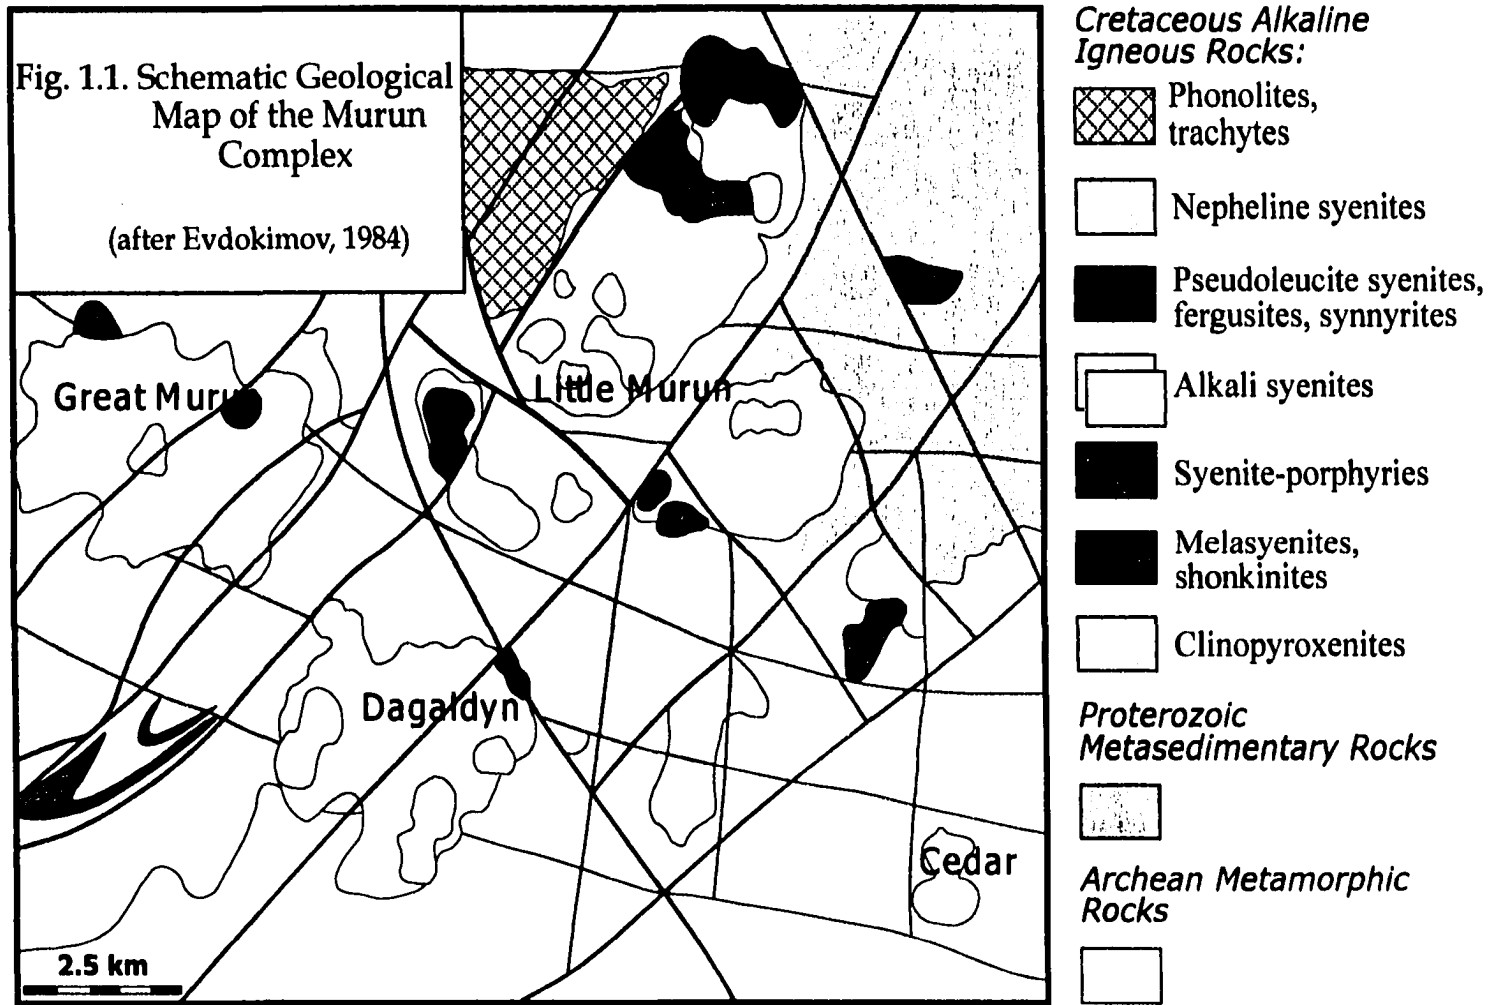 Fig. 1.1. Schematic Geological
Map of the Murun
Complex
(after Evdokimov, 1984)
Great Murun
Little Murun
Dagaldyn
Cedar
2.5 km
Cretaceous Alkaline
Igneous Rocks:
Phonolites,
trachytes
Nepheline syenites
Pseudoleucite syenites,
fergusites, synnyrites
Alkali syenites
Syenite-porphyries
Melasyenites,
shonkinites
Clinopyroxenites
Proterozoic
Metasedimentary Rocks
Archean Metamorphic
Rocks